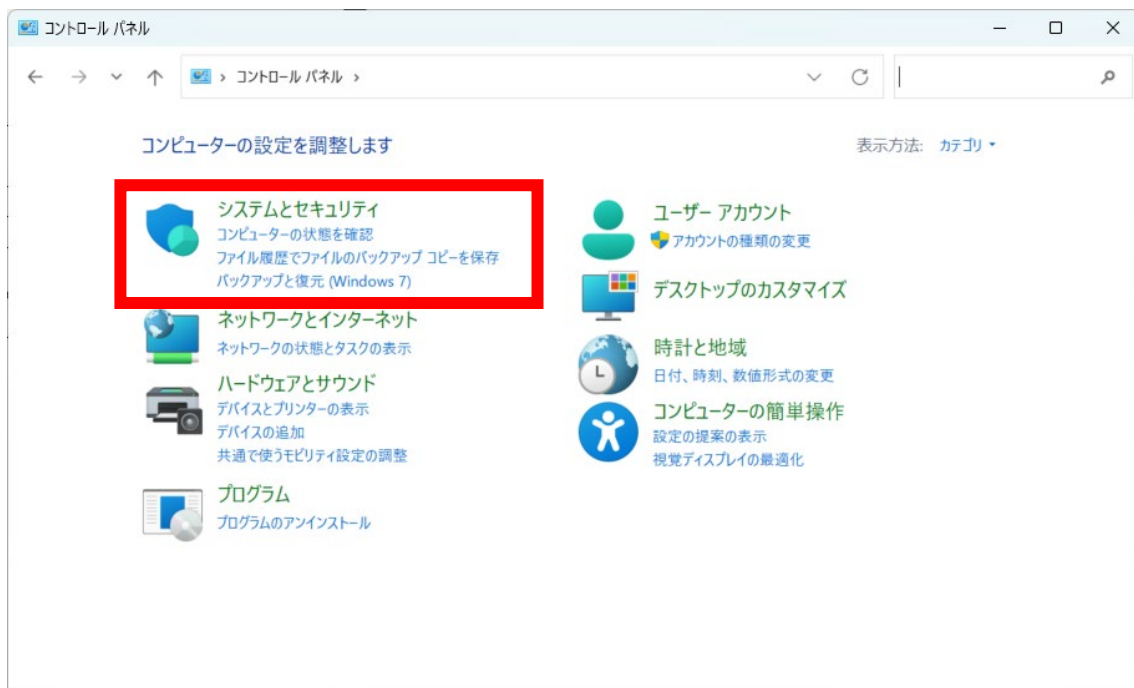 コントロール パネル
コントロール パネル
コンピューターの設定を調整します
表示方法: カテゴリ
システムとセキュリティ
コンピューターの状態を確認
ファイル履歴でファイルのバックアップ コピーを保存
バックアップと復元 (Windows 7)
ネットワークとインターネット
ネットワークの状態とタスクの表示
ハードウェアとサウンド
デバイスとプリンターの表示
デバイスの追加
共通で使うモビリティ設定の調整
プログラム
プログラムのアンインストール
ユーザー アカウント
アカウントの種類の変更
デスクトップのカスタマイズ
時計と地域
日付、時刻、数値形式の変更
コンピューターの簡単操作
設定の提案の表示
視覚ディスプレイの最適化